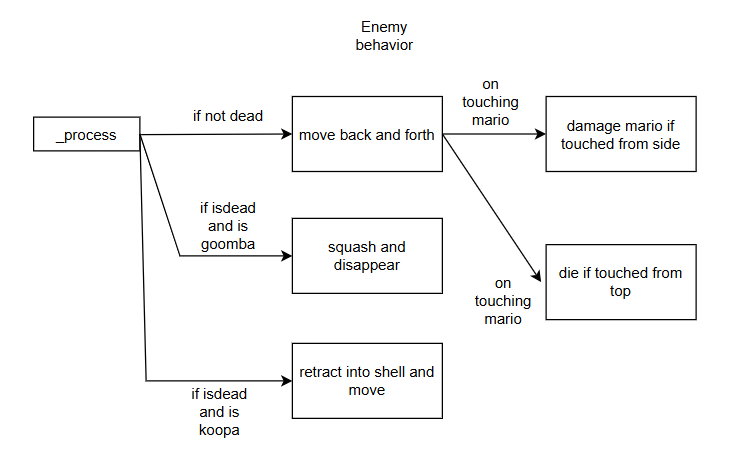 Enemy
behavior
_process
if not dead
move back and forth
on
touching
mario
damage mario if
touched from side
if isdead
and is
goomba
squash and
disappear
on
touching
mario
die if touched from
top
retract into shell and
move
if isdead
and is
koopa